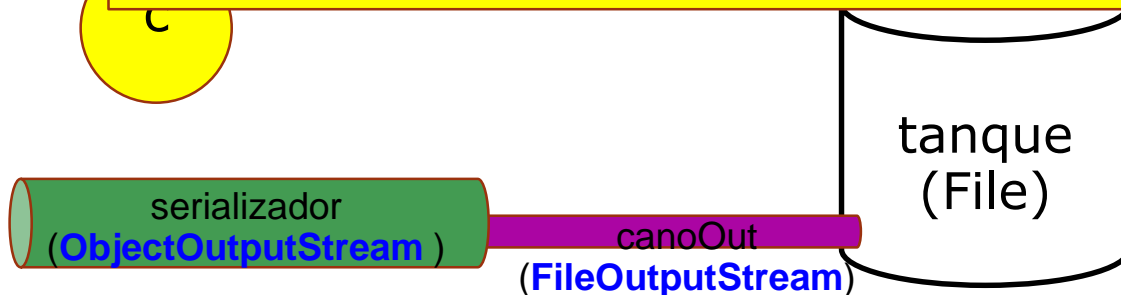 C
tanque
(File)
serializador
(ObjectOutputStream )
canoOut
(FileOutputStream)